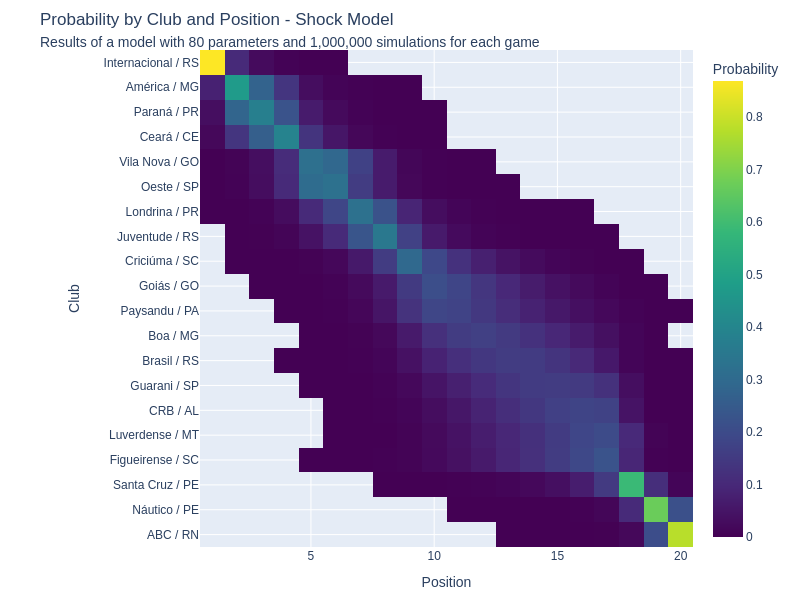 Probability by Club and Position - Shock Model
Results of a model with 80 parameters and 1,000,000 simulations for each game
Probability
Internacional / RS
América / MG
Paraná / PR
Ceará / CE
Vila Nova / GO
Oeste / SP
Londrina / PR
Juventude / RS
Criciúma / SC
Goiás / GO
Paysandu / PA
Boa / MG
Brasil / RS
Guarani / SP
CRB / AL
Luverdense / MT
Figueirense / SC
Santa Cruz / PE
Náutico / PE
ABC / RN
Club
5
10
15
20
Position
0.8
0.7
0.6
0.5
0.4
0.3
0.2
0.1
0